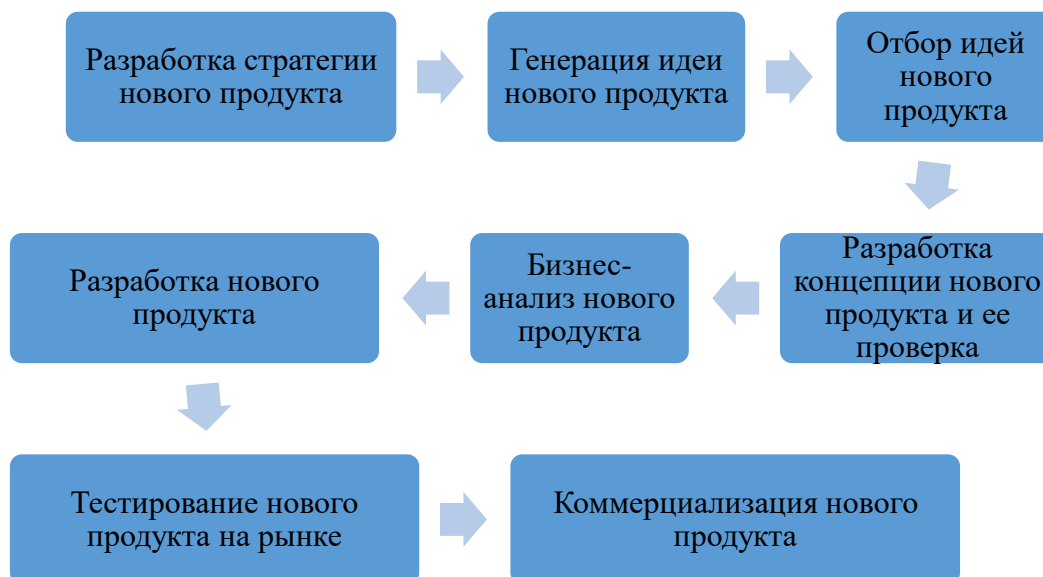 Разработка стратегии
нового продукта
Генерация идеи
нового продукта
Отбор идей
нового
продукта
Разработка
концепции нового
продукта и ее
проверка
Бизнес-
анализ нового
продукта
Разработка нового
продукта
Тестирование нового
продукта на рынке
Коммерциализация нового
продукта